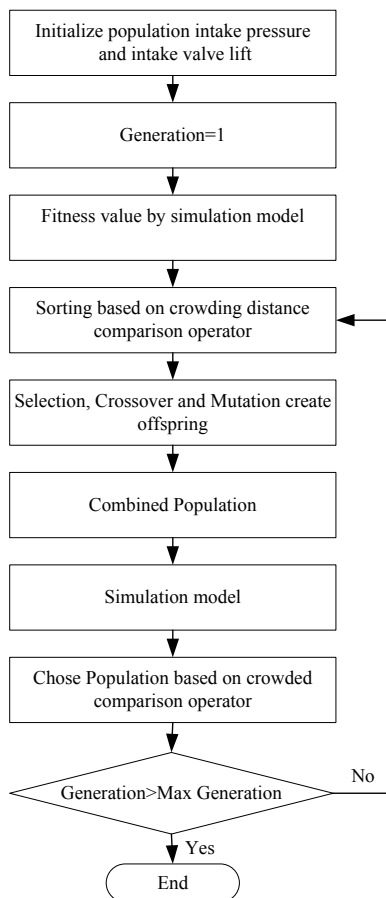 Initialize population intake pressure
and intake valve lift
Generation=1
Fitness value by simulation model
Sorting based on crowding distance
comparison operator
Selection, Crossover and Mutation create
offspring
Combined Population
Simulation model
Chose Population based on crowded
comparison operator
Generation>Max Generation
No
Yes
End